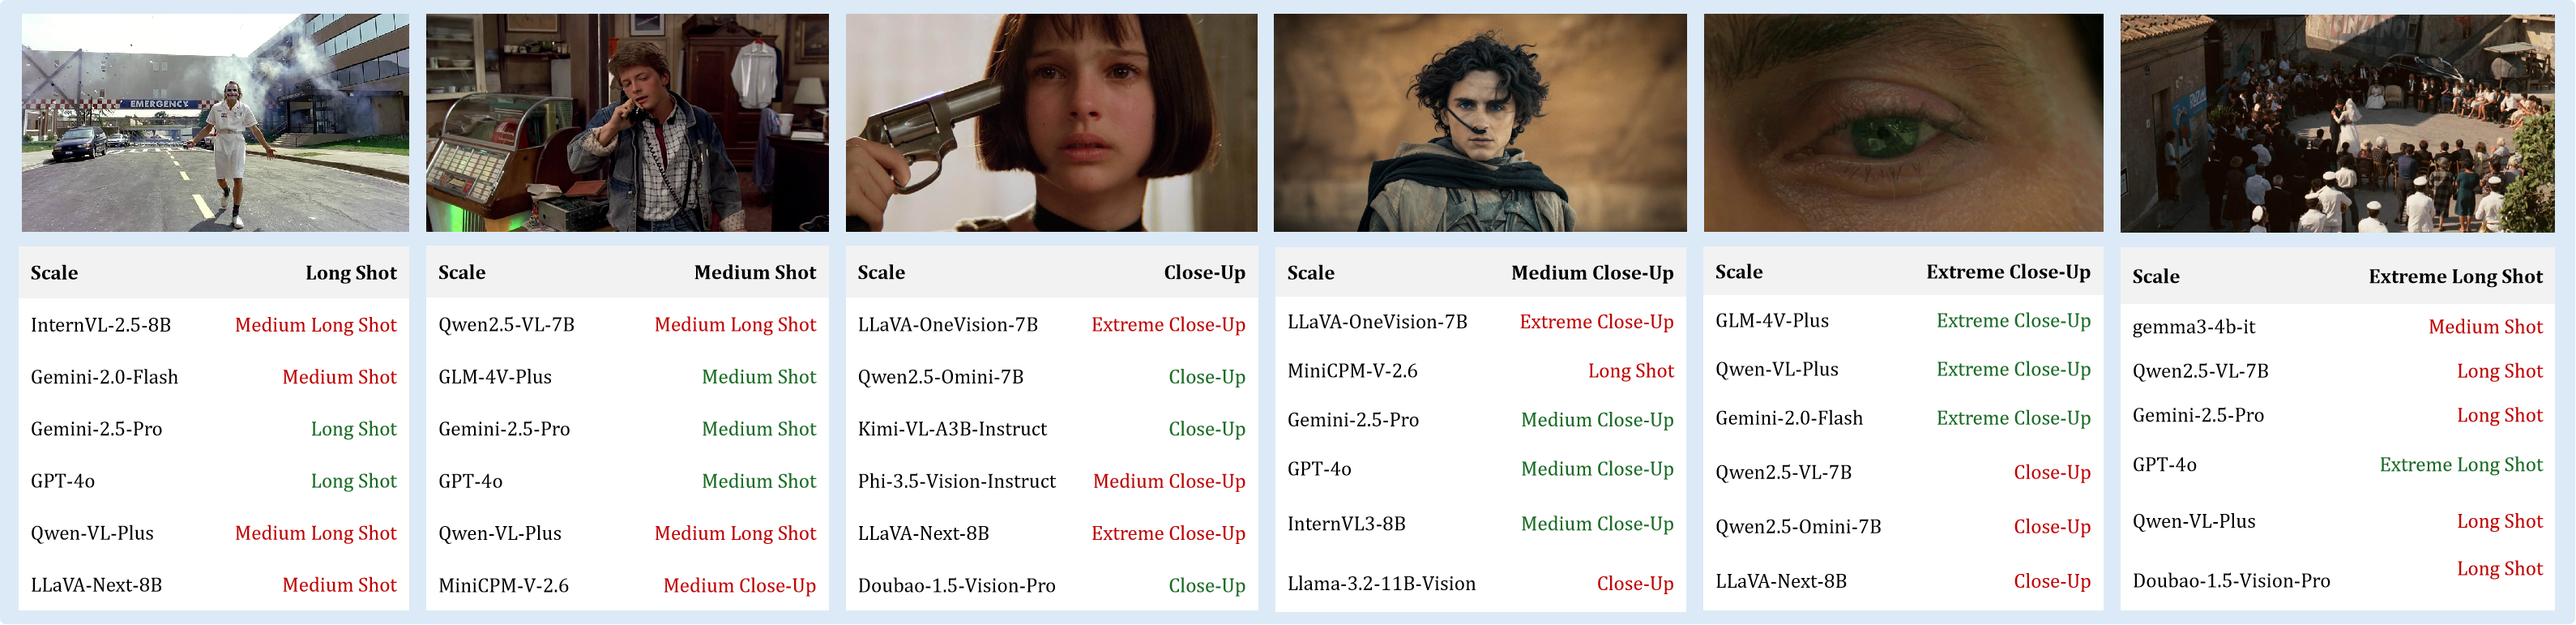 EMERGENCY
Scale Long Shot
InternVL-2.5-8B Medium Long Shot
Gemini-2.0-Flash Medium Shot
Gemini-2.5-Pro Long Shot
GPT-4o Long Shot
Qwen-VL-Plus Medium Long Shot
LLaVA-Next-8B Medium Shot
Scale Medium Shot
Qwen2.5-VL-7B Medium Long Shot
GLM-4V-Plus Medium Shot
Gemini-2.5-Pro Medium Shot
GPT-4o Medium Shot
Qwen-VL-Plus Medium Long Shot
MiniCPM-V-2.6 Medium Close-Up
Scale Close-Up
LLaVA-OneVision-7B Extreme Close-Up
Qwen2.5-Omini-7B Close-Up
Kimi-VL-A3B-Instruct Close-Up
Phi-3.5-Vision-Instruct Medium Close-Up
LLaVA-Next-8B Extreme Close-Up
Doubao-1.5-Vision-Pro Close-Up
Scale Medium Close-Up
LLaVA-OneVision-7B Extreme Close-Up
MiniCPM-V-2.6 Long Shot
Gemini-2.5-Pro Medium Close-Up
GPT-4o Medium Close-Up
InternVL3-8B Medium Close-Up
Llama-3.2-11B-Vision Close-Up
Scale Extreme Close-Up
GLM-4V-Plus Extreme Close-Up
Qwen-VL-Plus Extreme Close-Up
Gemini-2.0-Flash Extreme Close-Up
Qwen2.5-VL-7B Close-Up
Qwen2.5-Omini-7B Close-Up
LLaVA-Next-8B Close-Up
Scale Extreme Long Shot
gemma3-4b-it Medium Shot
Qwen2.5-VL-7B Long Shot
Gemini-2.5-Pro Long Shot
GPT-4o Extreme Long Shot
Qwen-VL-Plus Long Shot
Doubao-1.5-Vision-Pro Long Shot